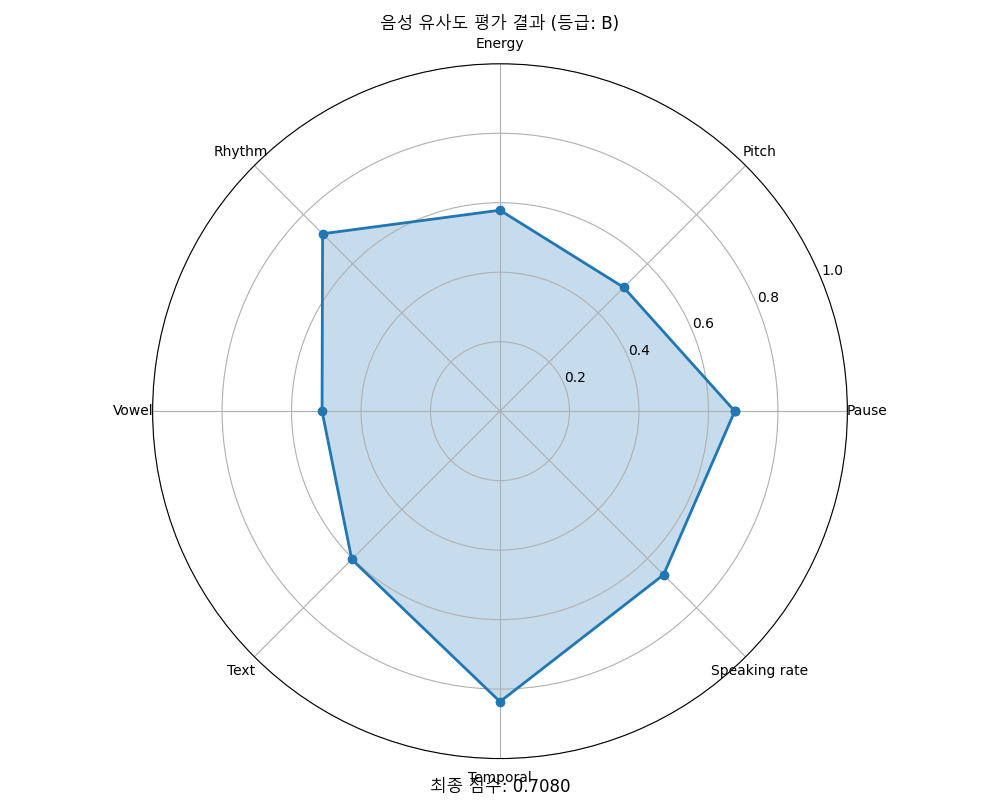 음성 유사도 평가 결과 (등급: B)
Energy
Rhythm
Pitch
1.0
0.8
0.6
0.4
0.2
Vowel
Pause
Text
Speaking rate
Temporal
최종 점수: 0.7080